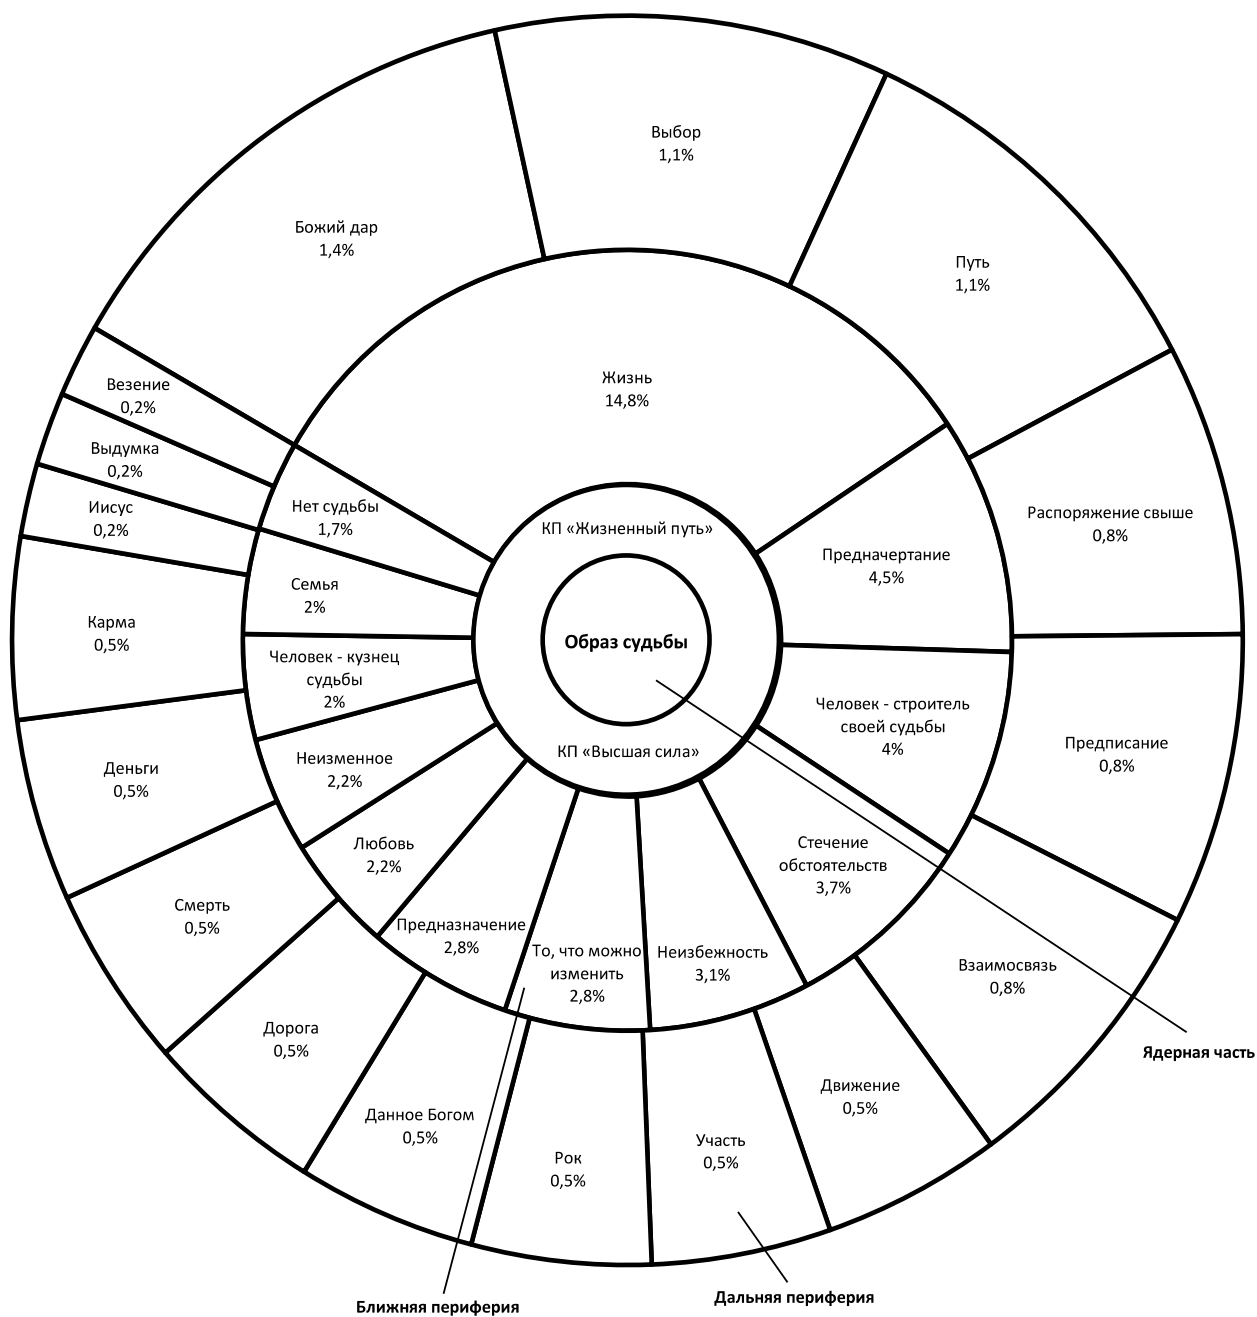 Выбор
1,1%
Божий дар
1,4%
Путь
1,1%
Везение
0,2%
Жизнь
14,8%
Выдумка
0,2%
Иисус
0,2%
Нет судьбы
1,7%
КП «Жизненный путь»
Распоряжение свыше
0,8%
Предначертание
4,5%
Семья
2%
Карма
0,5%
Образ судьбы
Человек - кузнец
судьбы
2%
Человек - строитель
своей судьбы
4%
Предписание
0,8%
КП «Высшая сила»
Неизменное
2,2%
Деньги
0,5%
Любовь
2,2%
Стечение
обстоятельств
3,7%
Смерть
0,5%
Предназначение
2,8%
То, что можно
изменить
2,8%
Неизбежность
3,1%
Взаимосвязь
0,8%
Дорога
0,5%
Ядерная часть
Движение
0,5%
Данное Богом
0,5%
Участь
0,5%
Рок
0,5%
Ближняя периферия
Дальняя периферия